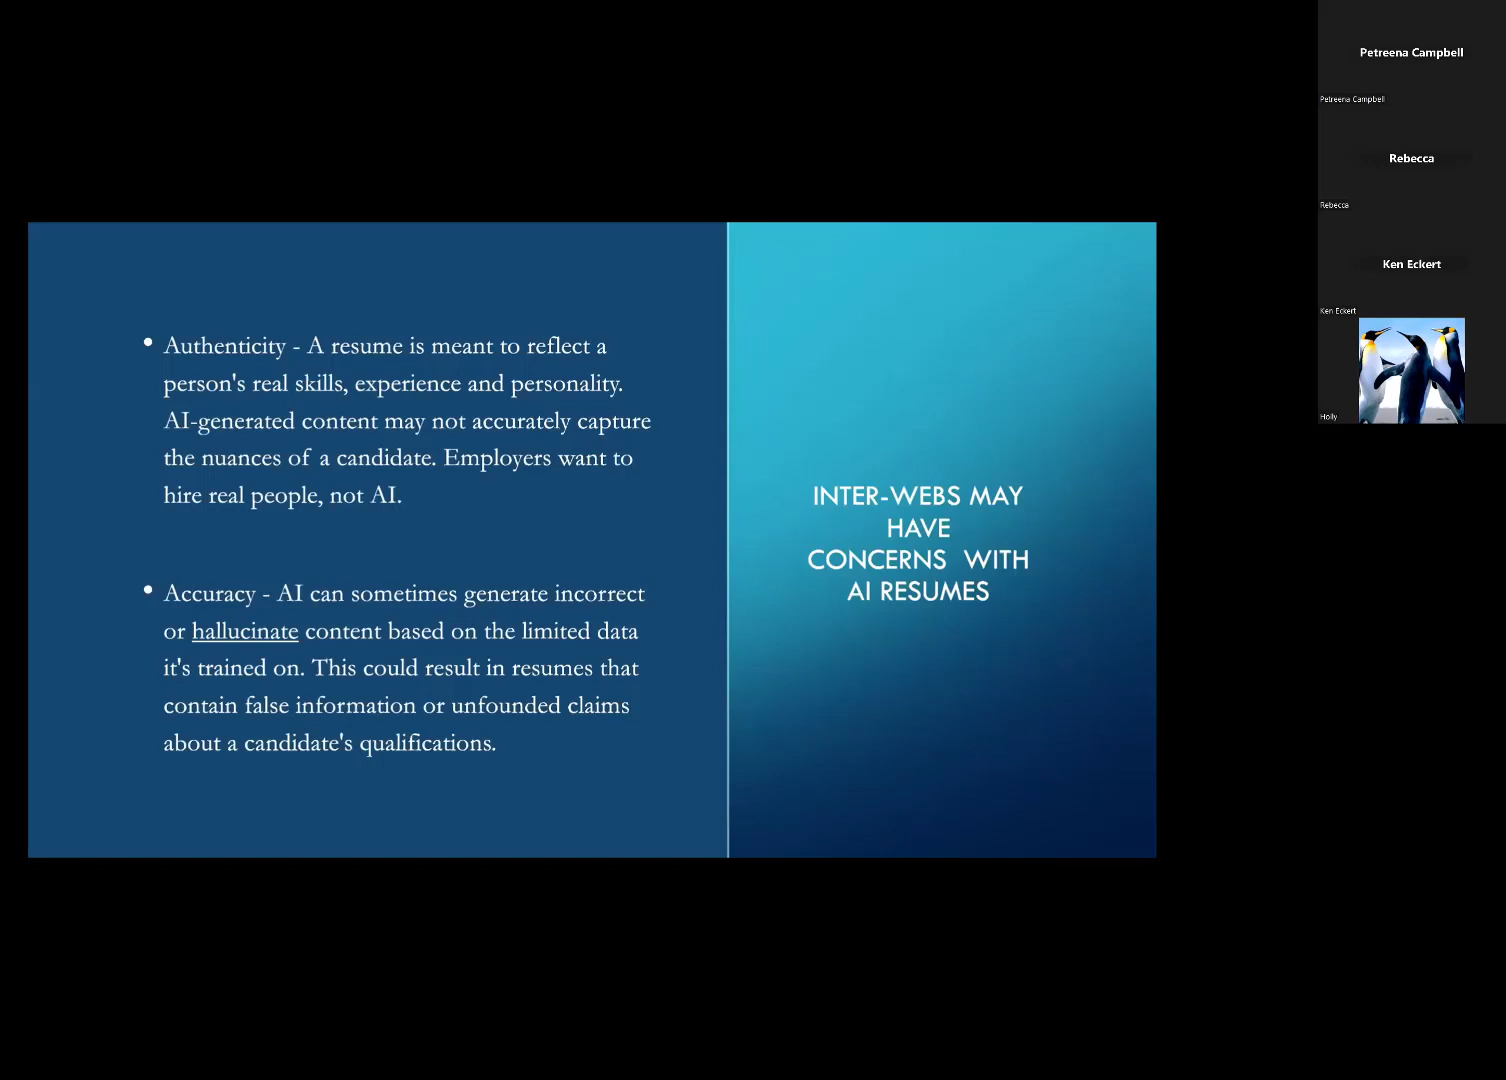 Petreena Campbell
Petreena Campbell
Rebecca
Rebecca
Ken Eckert
Ken Eckert
Holly
• Authenticity - A resume is meant to reflect a
person's real skills, experience and personality.
AI-generated content may not accurately capture
the nuances of a candidate. Employers want to
hire real people, not AI.
• Accuracy - AI can sometimes generate incorrect
or hallucinate content based on the limited data
it's trained on. This could result in resumes that
contain false information or unfounded claims
about a candidate's qualifications.
INTER-WEBS MAY
HAVE
CONCERNS WITH
AI RESUMES